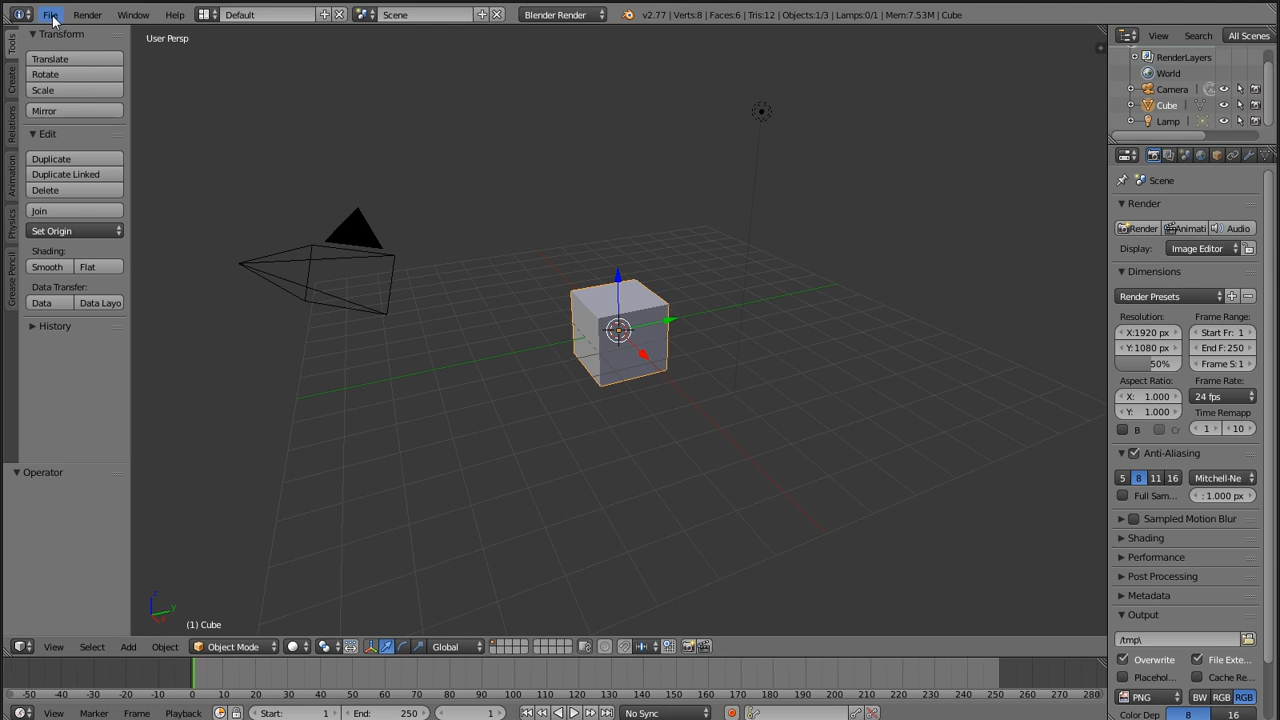 File Render Window Help Default Scene Blender Render v2.77 | Verts:8 | Faces:6 | Tris:12 | Objects:1/3 | Lamps:0/1 | Mem:7.53M | Cube
Tools
Create
Relations
Animation
Physics
Grease Pencil
Transform
Translate
Rotate
Scale
Mirror
Edit
Duplicate
Duplicate Linked
Delete
Join
Set Origin
Shading:
Smooth Flat
Data Transfer:
Data Data Layo
History
Operator
User Persp
z
y
x
(1) Cube
View Select Add Object Object Mode Global
-50 -40 -30 -20 -10 0 10 20 30 40 50 60 70 80 90 100 110 120 130 140 150 160 170 180 190 200 210 220 230 240 250 260 270 280
View Marker Frame Playback Start: 1 End: 250 1 No Sync
View Search All Scenes
RenderLayers
World
Camera
Cube
Lamp
Scene
Render
Render Animati Audio
Display: Image Editor
Dimensions
Render Presets
Resolution: Frame Range:
X:1920 px Start Fr: 1
Y:1080 px End F:250
50% Frame S:1
Aspect Ratio: Frame Rate:
X: 1.000 24 fps
Y: 1.000 Time Remapp
B Cr 1 10
Anti-Aliasing
5 8 11 16 Mitchell-Ne
Full Sam... : 1.000 px
Sampled Motion Blur
Shading
Performance
Post Processing
Metadata
Output
/tmp\
Overwrite File Exte...
Placehol... Cache Re...
PNG BW RGB RGB
Color Dep 8 16